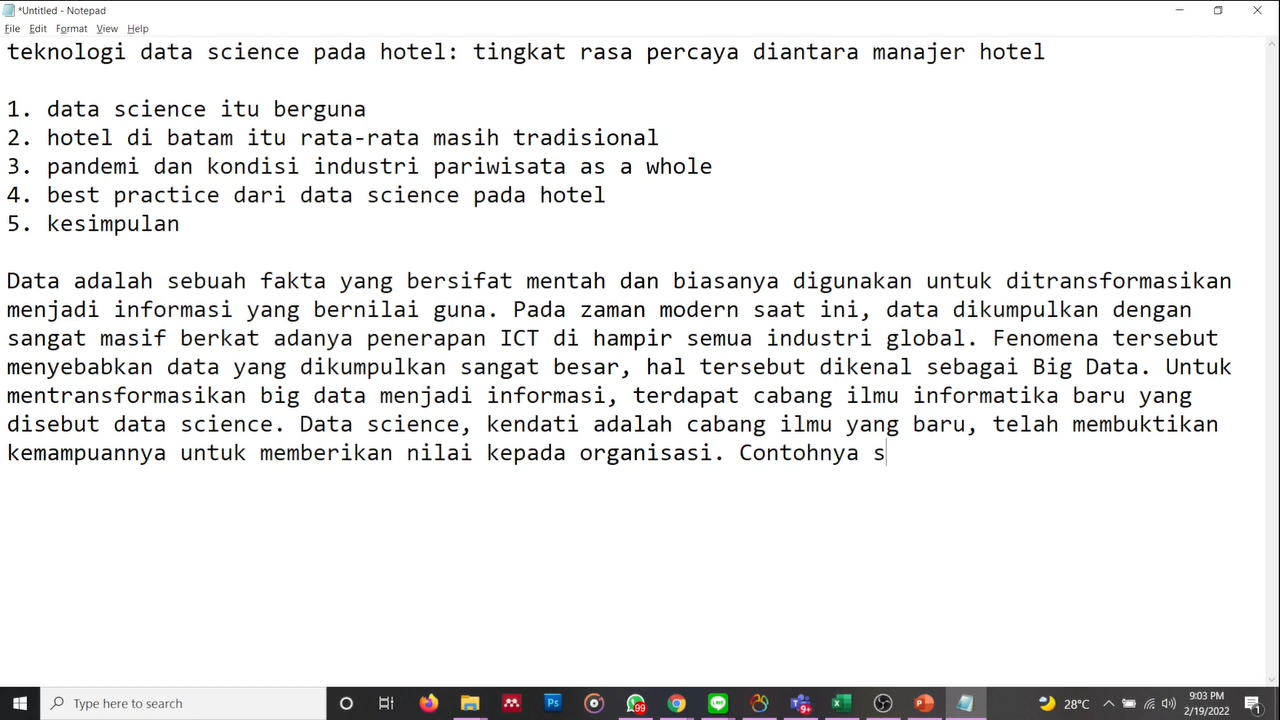 *Untitled - Notepad
File Edit Format View Help
teknologi data science pada hotel: tingkat rasa percaya diantara manajer hotel
1. data science itu berguna
2. hotel di batam itu rata-rata masih tradisional
3. pandemi dan kondisi industri pariwisata as a whole
4. best practice dari data science pada hotel
5. kesimpulan
Data adalah sebuah fakta yang bersifat mentah dan biasanya digunakan untuk ditransformasikan
menjadi informasi yang bernilai guna. Pada zaman modern saat ini, data dikumpulkan dengan
sangat masif berkat adanya penerapan ICT di hampir semua industri global. Fenomena tersebut
menyebabkan data yang dikumpulkan sangat besar, hal tersebut dikenal sebagai Big Data. Untuk
mentransformasikan big data menjadi informasi, terdapat cabang ilmu informatika baru yang
disebut data science. Data science, kendati adalah cabang ilmu yang baru, telah membuktikan
kemampuannya untuk memberikan nilai kepada organisasi. Contohnya s
Type here to search
Ps
99
9+
28°C
9:03 PM
2/19/2022
1